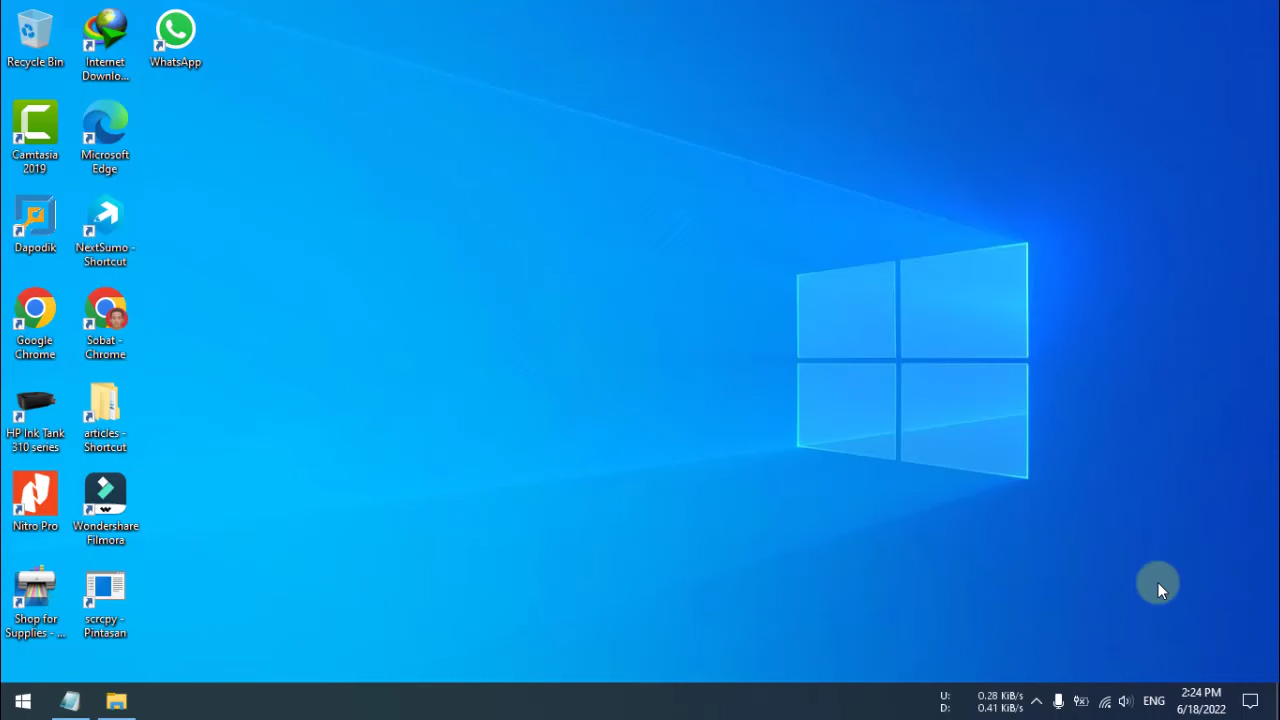 Recycle Bin
Internet
Downlo...
WhatsApp
Camtasia
2019
Microsoft
Edge
Dapodik
NextSumo -
Shortcut
Google
Chrome
Sobat -
Chrome
HP Ink Tank
310 series
articles -
Shortcut
Nitro Pro
Wondershare
Filmora
Shop for
Supplies - ...
scrcpy -
Pintasan
U: 0.28 KiB/s
D: 0.41 KiB/s
ENG
2:24 PM
6/18/2022